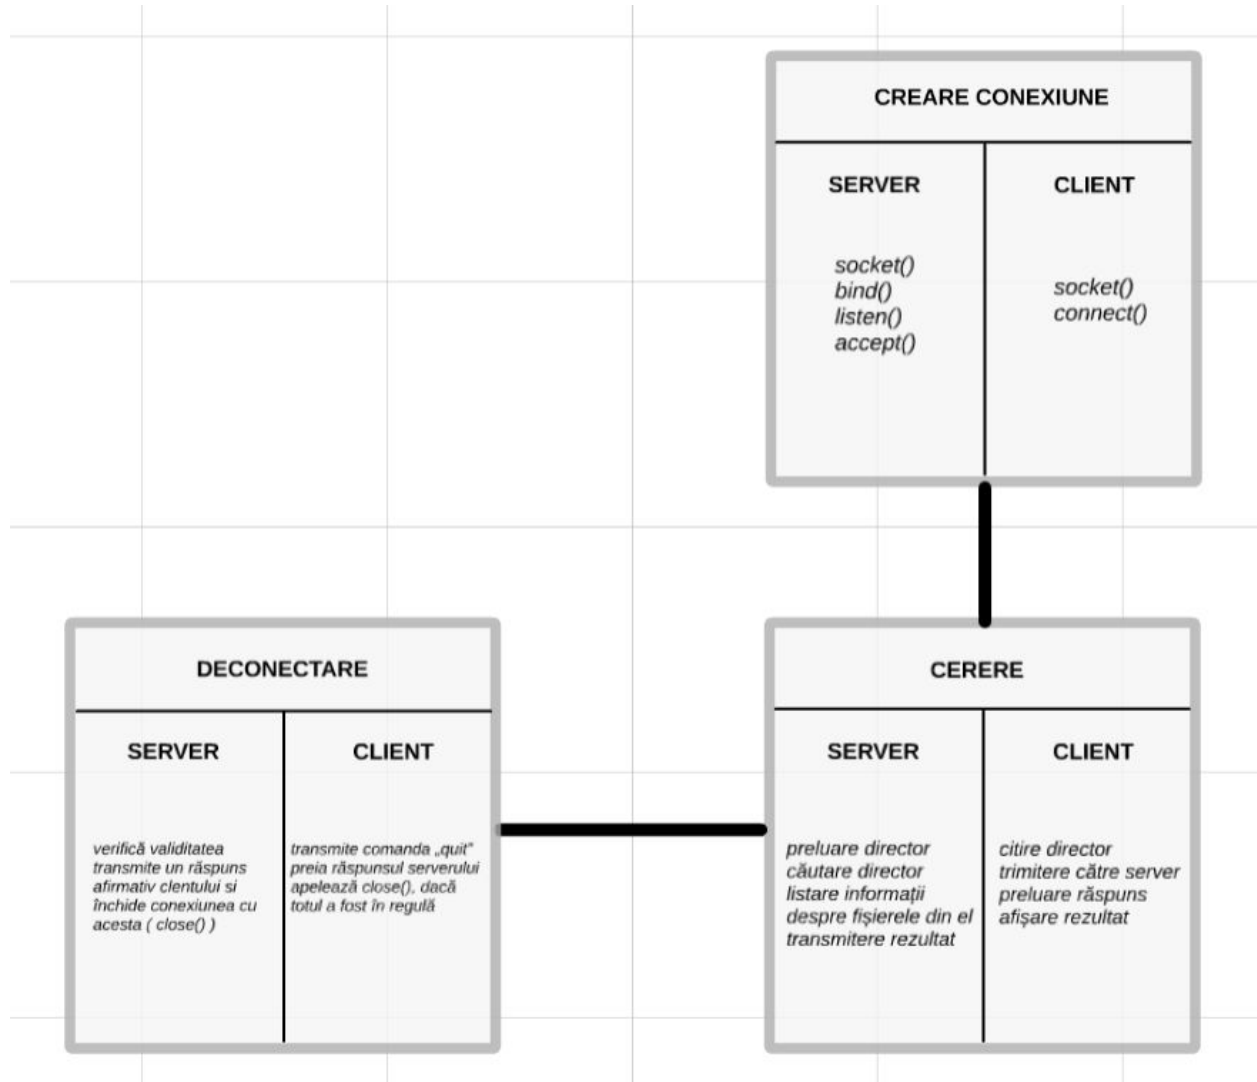 CREARE CONEXIUNE
SERVER
socket()
bind()
listen()
accept()
CLIENT
socket()
connect()
DECONECTARE
SERVER
verifică validitatea
transmite un răspuns
afirmativ clentului si
închide conexiunea cu
acesta ( close() )
CLIENT
transmite comanda „quit”
preia răspunsul serverului
apelează close(), dacă
totul a fost în regulă
CERERE
SERVER
preluare director
căutare director
listare informații
despre fișierele din el
transmitere rezultat
CLIENT
citire director
trimitere către server
preluare răspuns
afișare rezultat